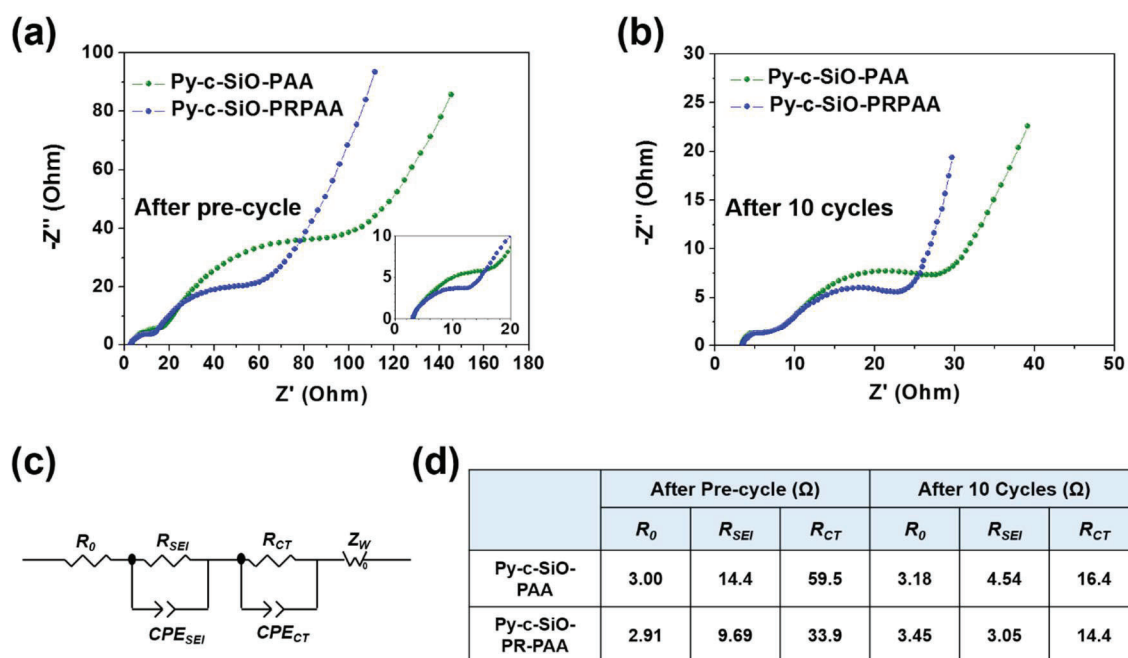 (a)
100
80
60
40
20
0
-Z'' (Ohm)
Py-c-SiO-PAA
Py-c-SiO-PRPAA
After pre-cycle
10
5
0
0 10 20
0 20 40 60 80 100 120 140 160 180
Z' (Ohm)
(b)
30
25
20
15
10
5
0
-Z'' (Ohm)
Py-c-SiO-PAA
Py-c-SiO-PRPAA
After 10 cycles
0 10 20 30 40 50
Z' (Ohm)
(c)
R0 RSEI RCT ZW
0
CPESEI CPECT
(d)
After Pre-cycle (Ω) After 10 Cycles (Ω)
R0 RSEI RCT R0 RSEI RCT
Py-c-SiO-
PAA 3.00 14.4 59.5 3.18 4.54 16.4
Py-c-SiO-
PR-PAA 2.91 9.69 33.9 3.45 3.05 14.4